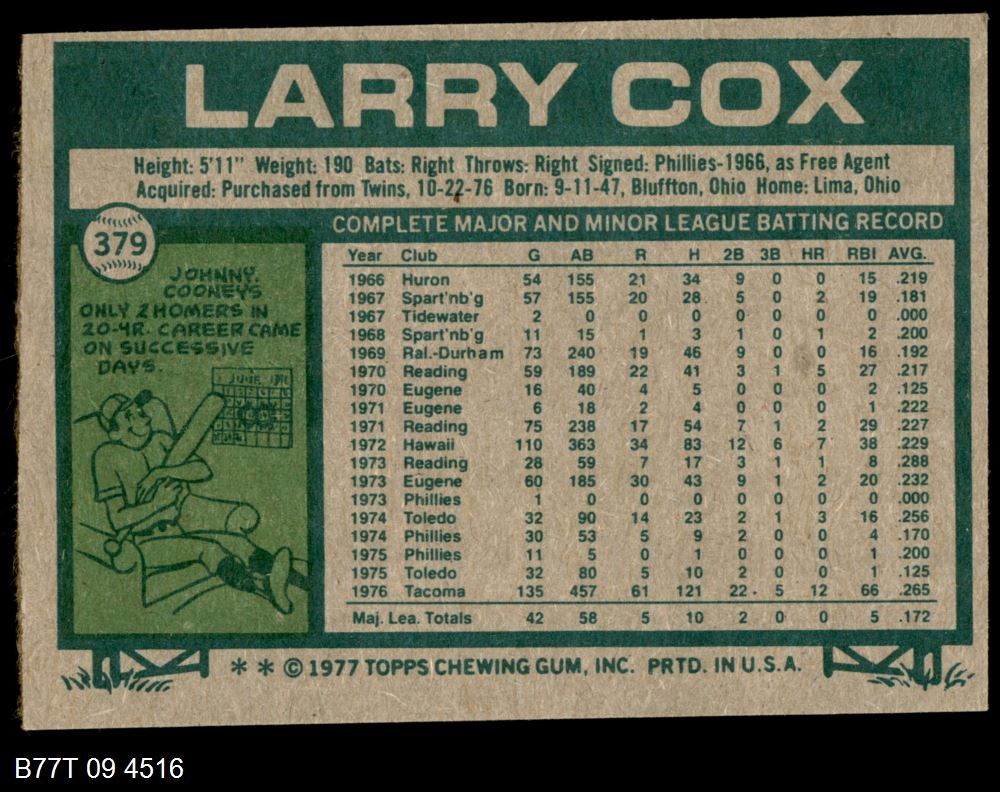 LARRY COX
Height: 5'11" Weight: 190 Bats: Right Throws: Right Signed: Phillies-1966, as Free Agent
Acquired: Purchased from Twins, 10-22-76 Born: 9-11-47, Bluffton, Ohio Home: Lima, Ohio
379
JOHNNY
COONEY'S
ONLY 2 HOMERS IN
20-YR. CAREER CAME
ON SUCCESSIVE
DAYS.
JUNE
COMPLETE MAJOR AND MINOR LEAGUE BATTING RECORD
Year Club G AB R H 2B 3B HR RBI AVG.
1966 Huron 54 155 21 34 9 0 0 15 .219
1967 Spart'nb'g 57 155 20 28 5 0 2 19 .181
1967 Tidewater 2 0 0 0 0 0 0 0 .000
1968 Spart'nb'g 11 15 1 3 1 0 1 2 .200
1969 Ral.-Durham 73 240 19 46 9 0 0 16 .192
1970 Reading 59 189 22 41 3 1 5 27 .217
1970 Eugene 16 40 4 5 0 0 0 2 .125
1971 Eugene 6 18 2 4 0 0 0 1 .222
1971 Reading 75 238 17 54 7 1 2 29 .227
1972 Hawaii 110 363 34 83 12 6 7 38 .229
1973 Reading 28 59 7 17 3 1 1 8 .288
1973 Eugene 60 185 30 43 9 1 2 20 .232
1973 Phillies 1 0 0 0 0 0 0 0 .000
1974 Toledo 32 90 14 23 2 1 3 16 .256
1974 Phillies 30 53 5 9 2 0 0 4 .170
1975 Phillies 11 5 0 1 0 0 0 1 .200
1975 Toledo 32 80 5 10 2 0 0 1 .125
1976 Tacoma 135 457 61 121 22 5 12 66 .265
Maj. Lea. Totals 42 58 5 10 2 0 0 5 .172
* * © 1977 TOPPS CHEWING GUM, INC. PRTD. IN U.S.A.
B77T 09 4516